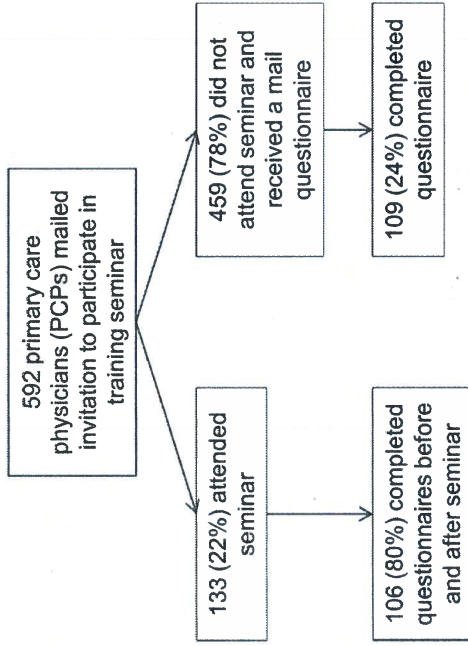 592 primary care
physicians (PCPs) mailed
invitation to participate in
training seminar
133 (22%) attended
seminar
459 (78%) did not
attend seminar and
received a mail
questionnaire
106 (80%) completed
questionnaires before
and after seminar
109 (24%) completed
questionnaire